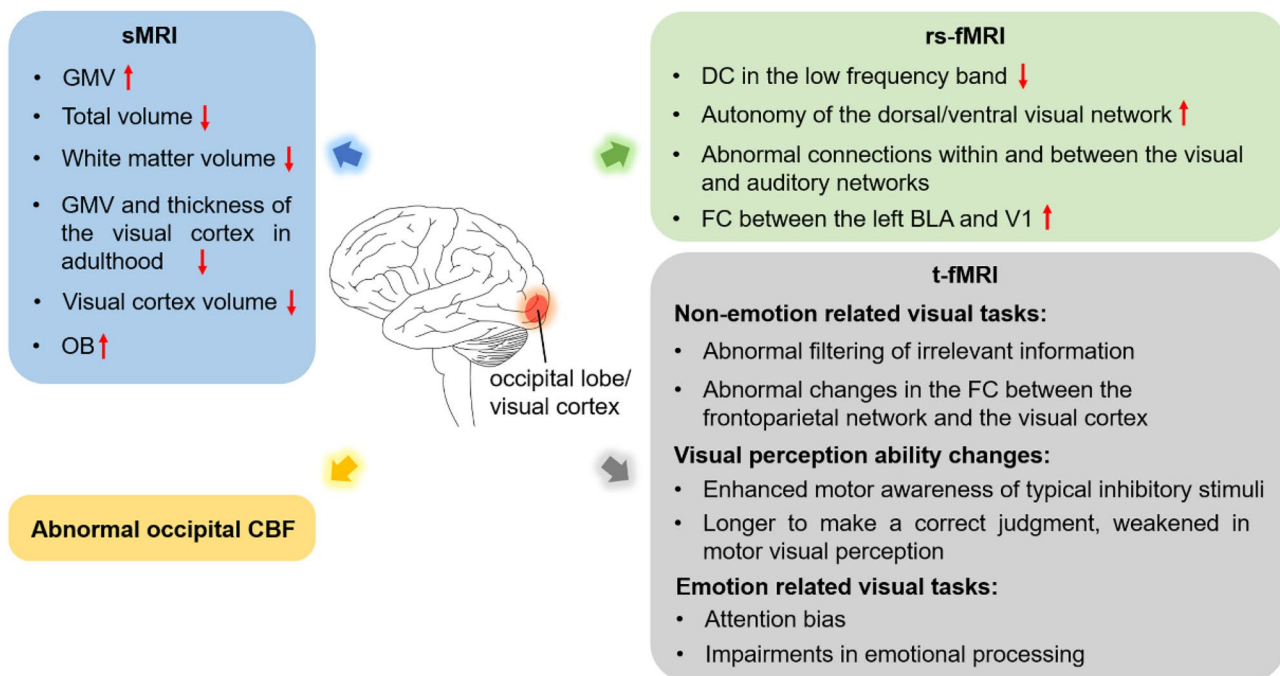 sMRI
• GMV ↑
• Total volume ↓
• White matter volume ↓
• GMV and thickness of
the visual cortex in
adulthood ↓
• Visual cortex volume ↓
• OB ↑
rs-fMRI
• DC in the low frequency band ↓
• Autonomy of the dorsal/ventral visual network ↑
• Abnormal connections within and between the visual
and auditory networks
• FC between the left BLA and V1 ↑
occipital lobe/
visual cortex
Abnormal occipital CBF
t-fMRI
Non-emotion related visual tasks:
• Abnormal filtering of irrelevant information
• Abnormal changes in the FC between the
frontoparietal network and the visual cortex
Visual perception ability changes:
• Enhanced motor awareness of typical inhibitory stimuli
• Longer to make a correct judgment, weakened in
motor visual perception
Emotion related visual tasks:
• Attention bias
• Impairments in emotional processing